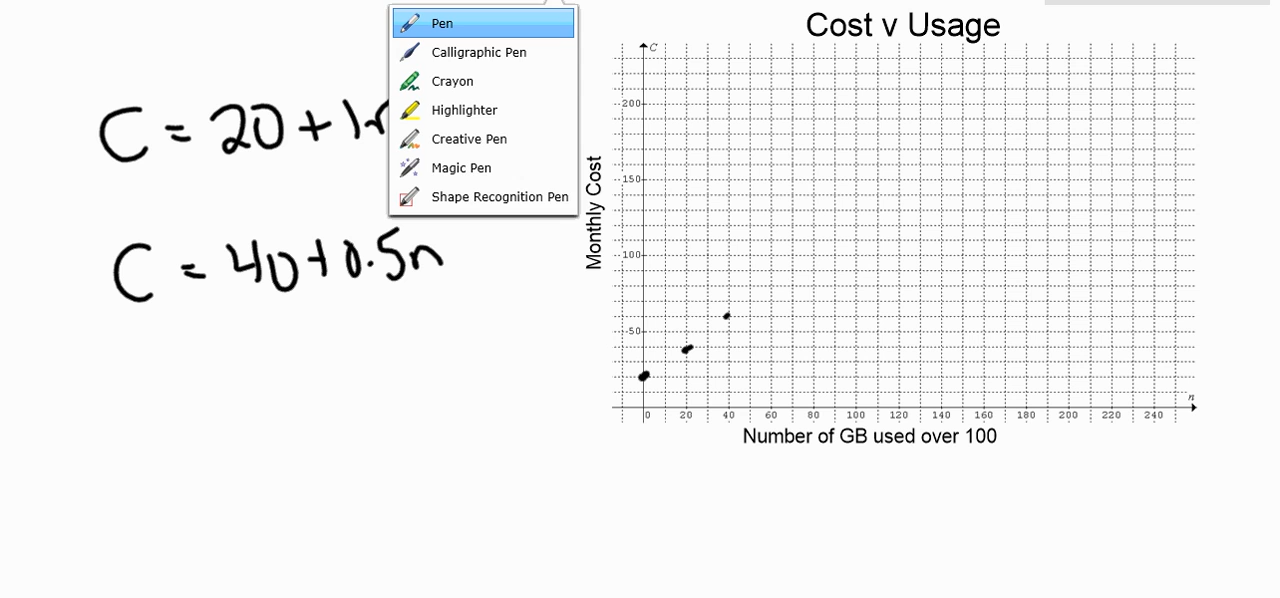 Pen
Calligraphic Pen
Crayon
Highlighter
Creative Pen
Magic Pen
Shape Recognition Pen
C = 20 + 1
C = 40 + 0.5n
Cost v Usage
C
200
150
100
50
Monthly Cost
n
0 20 40 60 80 100 120 140 160 180 200 220 240
Number of GB used over 100